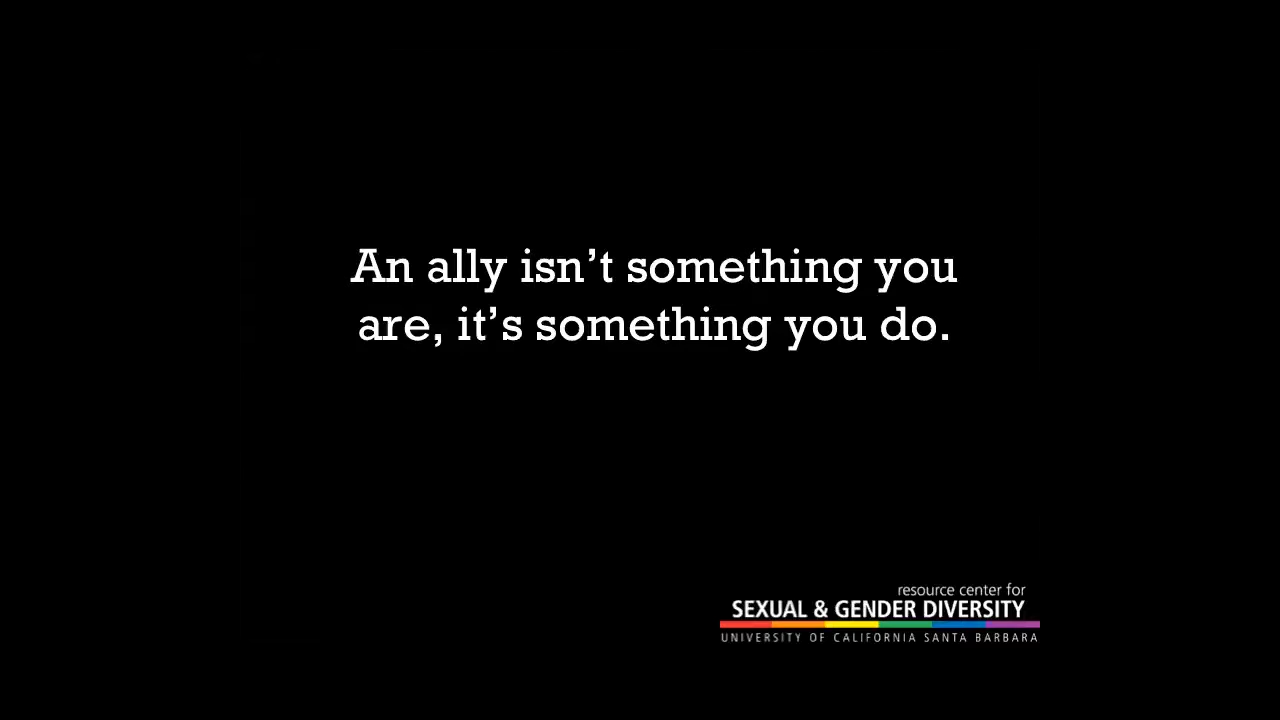 An ally isn’t something you
are, it’s something you do.
resource center for
SEXUAL & GENDER DIVERSITY
UNIVERSITY OF CALIFORNIA SANTA BARBARA